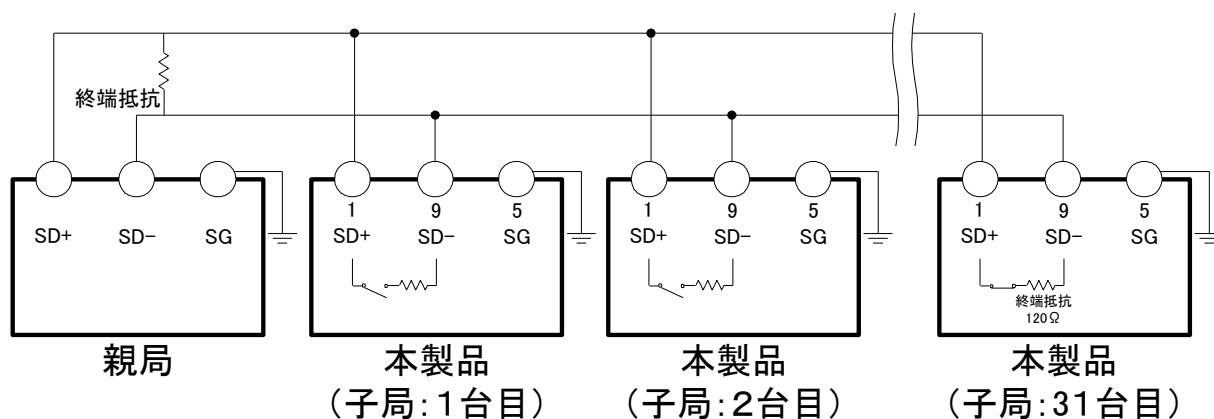 終端抵抗
SD+ SD- SG
1 9 5
SD+ SD- SG
1 9 5
SD+ SD- SG
1 9 5
SD+ SD- SG
終端抵抗
120Ω
親局
本製品
(子局:1台目)
本製品
(子局:2台目)
本製品
(子局:31台目)